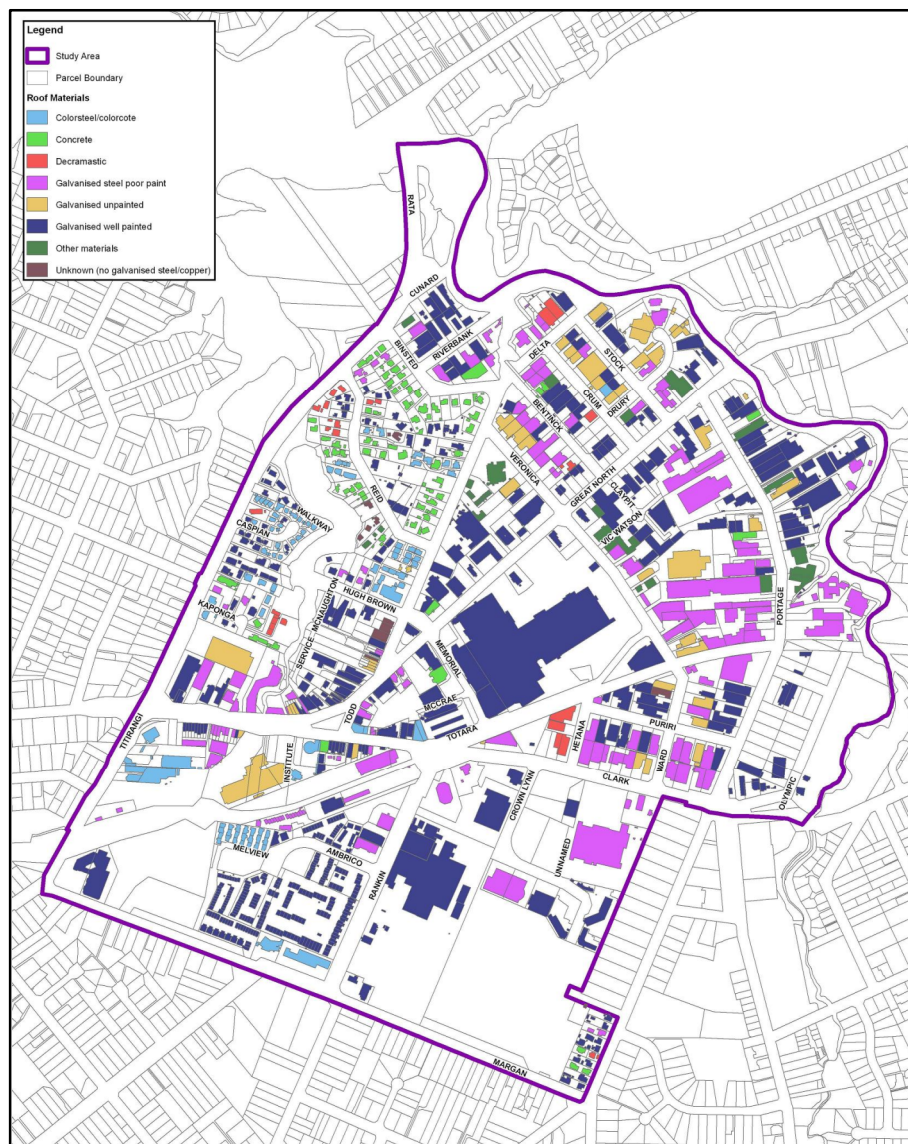 Legend
Study Area
Parcel Boundary
Roof Materials
Colorsteel/colorcote
Concrete
Decramastic
Galvanised steel poor paint
Galvanised unpainted
Galvanised well painted
Other materials
Unknown (no galvanised steel/copper)
RATA
CUNARD
BINSTED
RIVERBANK
DELTA
STOCK
CRUM
DRURY
BENTINCK
VERONICA
GREAT NORTH
CLAYPIT
VIC WATSON
REID
WALKWAY
CASPIAN
HUGH BROWN
KAPONGA
MCNAUGHTON
SERVICE
PORTAGE
MEMORIAL
MCCRAE
TODD
TOTARA
TITIRANGI
INSTITUTE
HETANA
PURIRI
WARD
CLARK
OLYMPIC
CROWN LYNN
UNNAMED
MELVIEW
AMBRICO
RANKIN
MARGAN